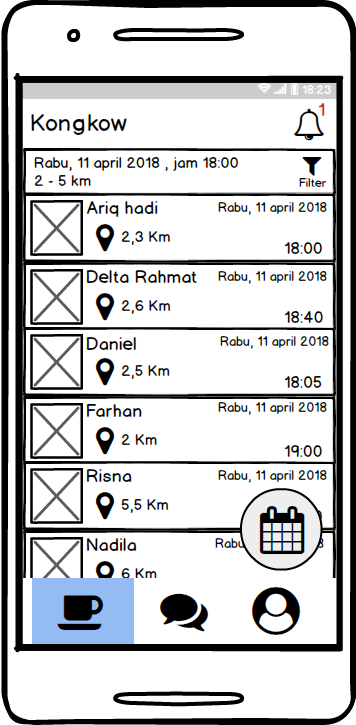 18:23
Kongkow
1
Rabu, 11 april 2018 , jam 18:00
2 - 5 km
Filter
Ariq hadi
Rabu, 11 april 2018
2,3 Km
18:00
Delta Rahmat
Rabu, 11 april 2018
2,6 Km
18:40
Daniel
Rabu, 11 april 2018
2,5 Km
18:05
Farhan
Rabu, 11 april 2018
2 Km
19:00
Risna
Rabu, 11 april 2018
5,5 Km
Nadila
8
6 Km